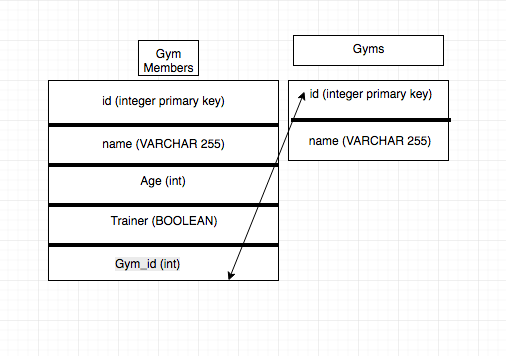 Gym
Members
id (integer primary key)
name (VARCHAR 255)
Age (int)
Trainer (BOOLEAN)
Gym_id (int)
Gyms
id (integer primary key)
name (VARCHAR 255)